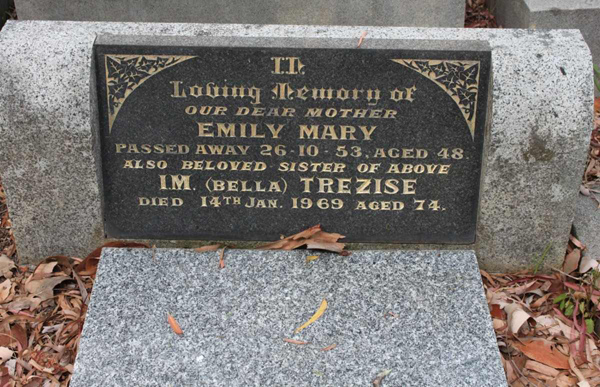 In
Loving Memory of
OUR DEAR MOTHER
EMILY MARY
PASSED AWAY 26·10·53, AGED 48.
ALSO BELOVED SISTER OF ABOVE
I.M. (BELLA) TREZISE
DIED 14TH JAN. 1969 AGED 74.